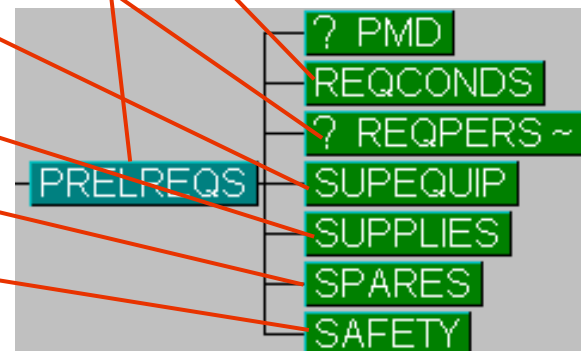 ? PMD
REQCONDS
? REQPERS ~
PRELREQS
SUPEQUIP
SUPPLIES
SPARES
SAFETY